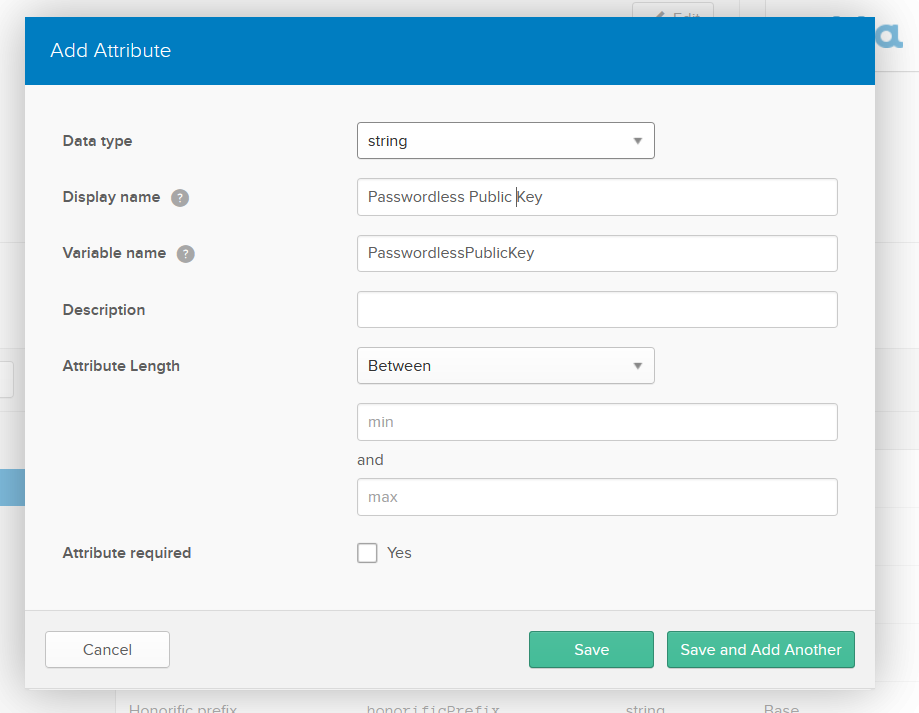 Edit
a
Add Attribute
Data type
string
Display name ?
Passwordless Public Key
Variable name ?
PasswordlessPublicKey
Description
Attribute Length
Between
min
and
max
Attribute required
Yes
Cancel
Save
Save and Add Another
Honorific prefix honorificPrefix string Base